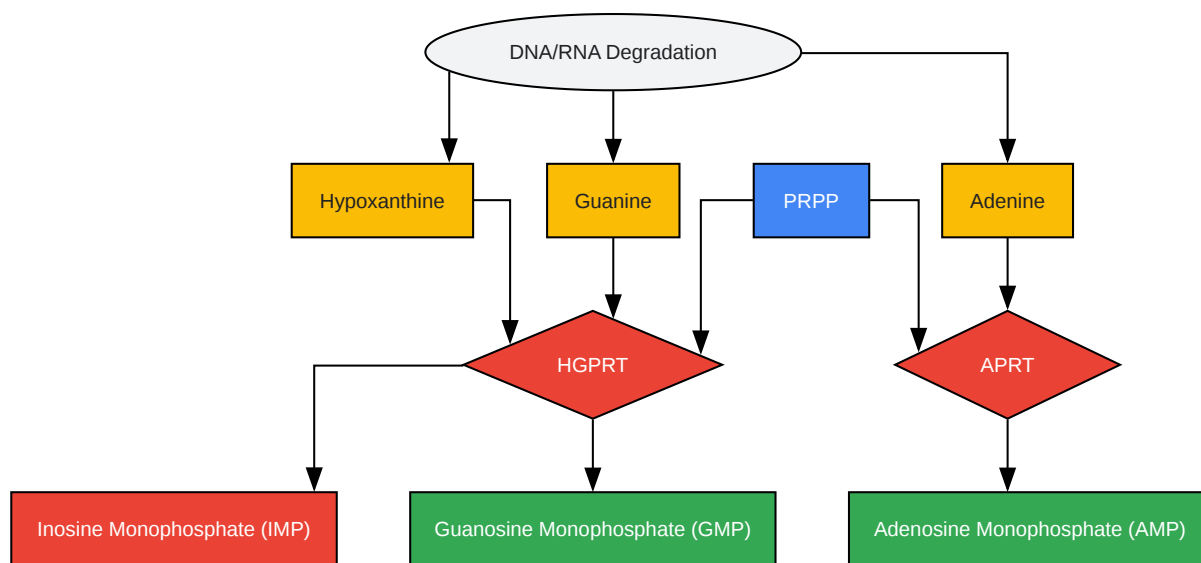 DNA/RNA Degradation
Hypoxanthine
Guanine
PRPP
Adenine
HGPRT
APRT
Inosine Monophosphate (IMP)
Guanosine Monophosphate (GMP)
Adenosine Monophosphate (AMP)